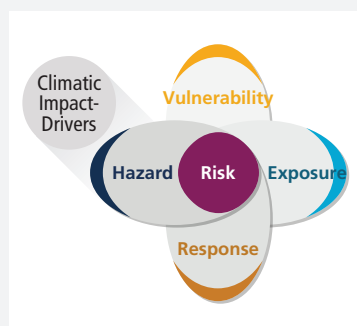 Climatic
Impact-
Drivers
Vulnerability
Hazard
Risk
Exposure
Response